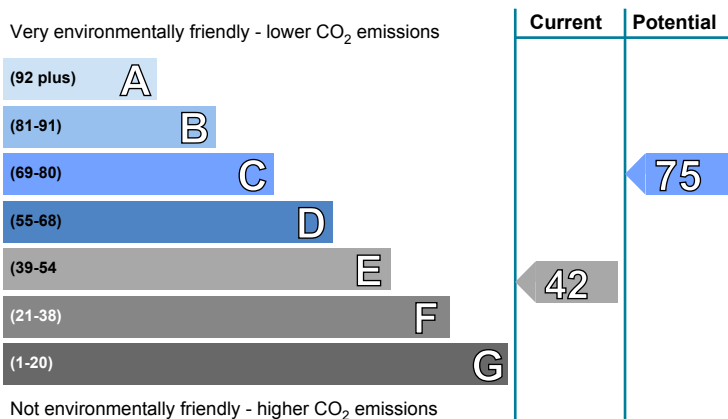 Current Potential
Very environmentally friendly - lower CO2 emissions
(92 plus) A
(81-91) B
(69-80) C 75
(55-68) D
(39-54 E 42
(21-38) F
(1-20) G
Not environmentally friendly - higher CO2 emissions